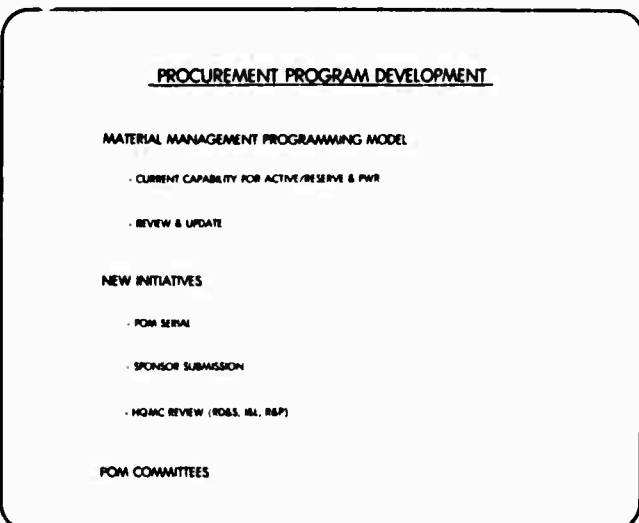 PROCUREMENT PROGRAM DEVELOPMENT
MATERIAL MANAGEMENT PROGRAMMING MODEL
- CURRENT CAPABILITY FOR ACTIVE/RESERVE & PWR
- REVIEW & UPDATE
NEW INITIATIVES
- POM SERIAL
- SPONSOR SUBMISSION
- HQMC REVIEW (RD&S, I&L, R&P)
POM COMMITTEES